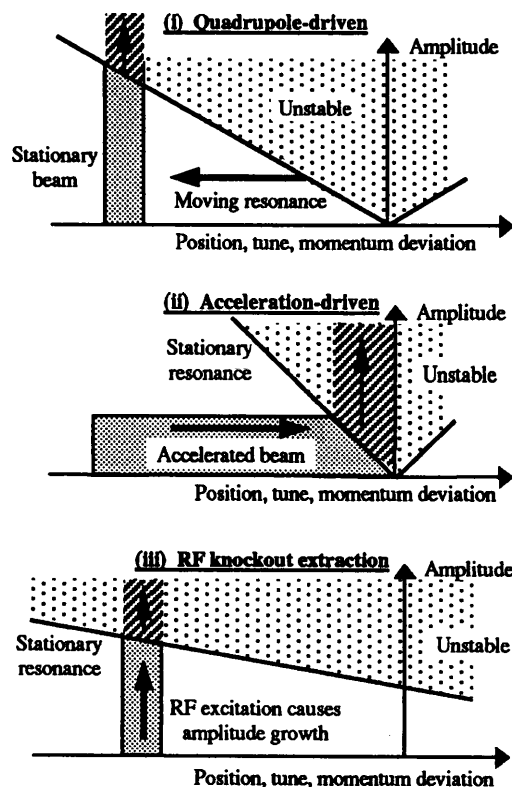 (i) Quadrupole-driven
Amplitude
Unstable
Stationary
beam
Moving resonance
Position, tune, momentum deviation
(ii) Acceleration-driven
Amplitude
Stationary
resonance
Unstable
Accelerated beam
Position, tune, momentum deviation
(iii) RF knockout extraction
Amplitude
Stationary
resonance
Unstable
RF excitation causes
amplitude growth
Position, tune, momentum deviation